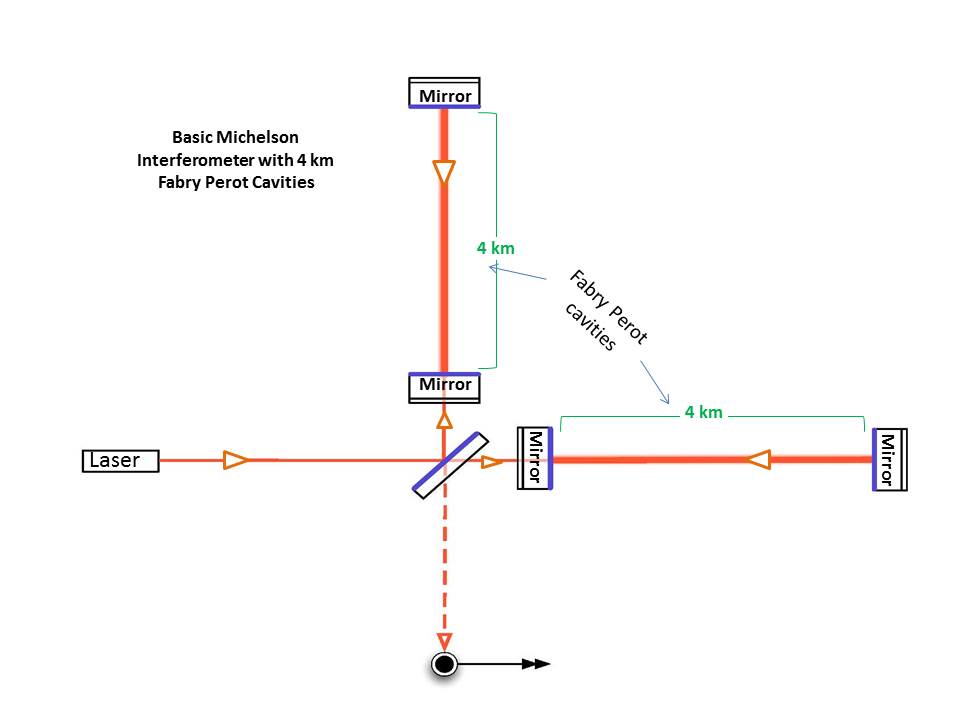 Mirror
Basic Michelson
Interferometer with 4 km
Fabry Perot Cavities
4 km
Fabry Perot
cavities
Mirror
4 km
Laser
Mirror
Mirror